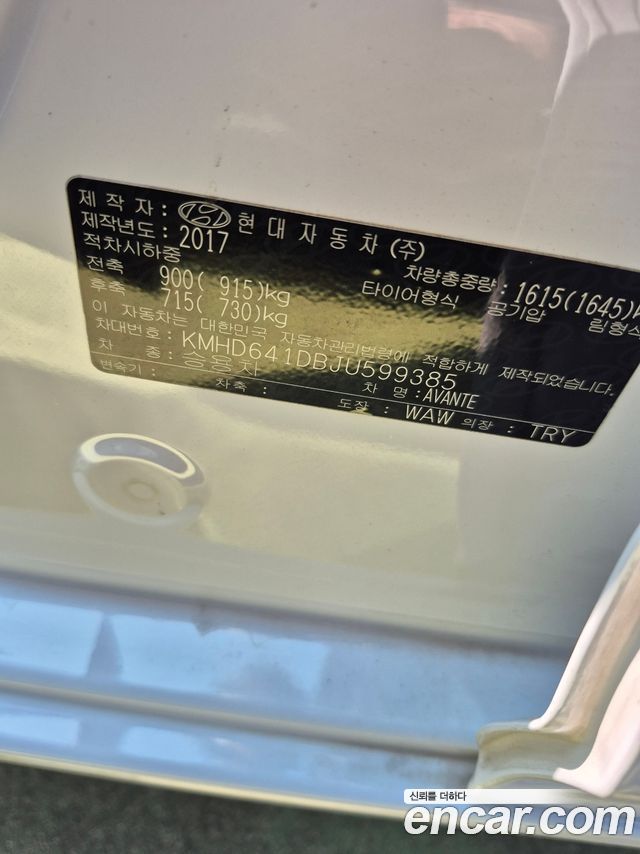 제작자: 현대자동차(주)
제작년도: 2017
적차시하중 차량총중량: 1615(1645)k
전축 900( 915)kg 타이어형식 공기압 림형식
후축 715( 730)kg
이 자동차는 대한민국 자동차관리법령에 적합하게 제작되었습니다.
차대번호: KMHD641DBJU599385
차 종: 승용차 차 명: AVANTE
변속기: 차축: 도장: WAW 의장: TRY
신뢰를 더하다
encar.com